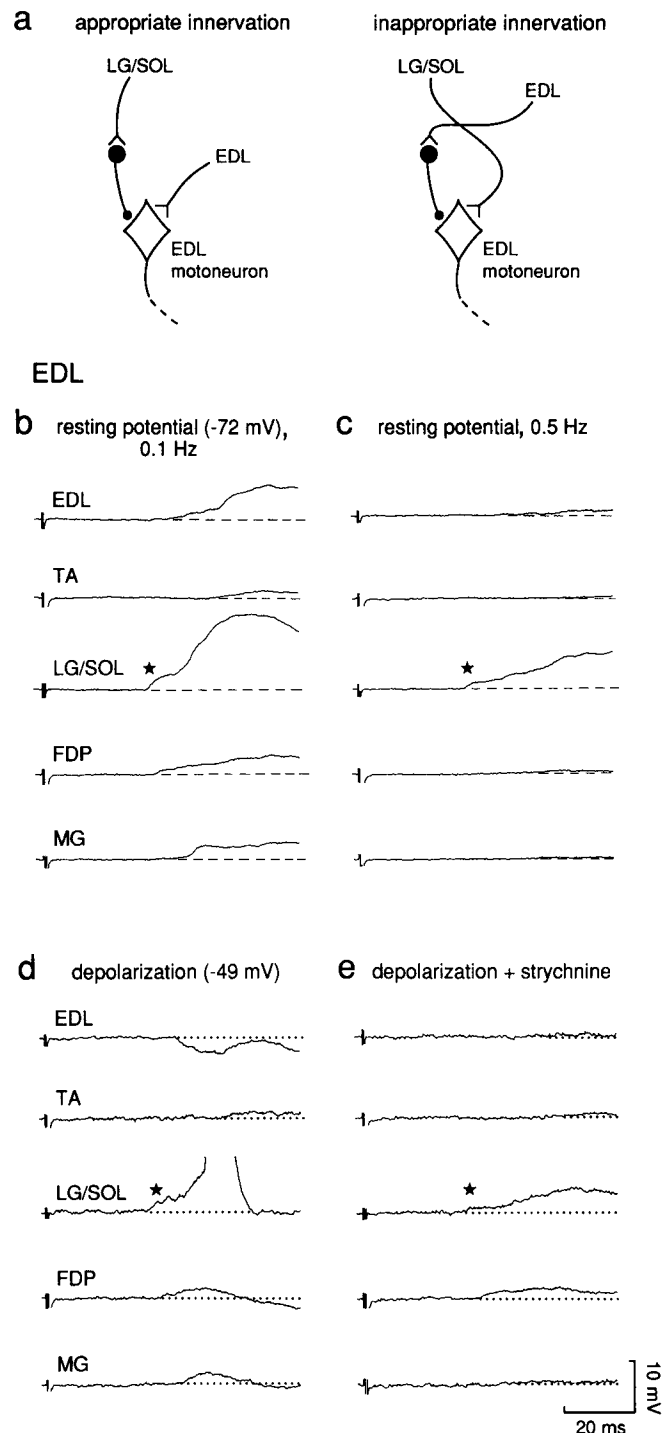 a
appropriate innervation
inappropriate innervation
LG/SOL
EDL
EDL
motoneuron
LG/SOL
EDL
EDL
motoneuron
EDL
b
resting potential (-72 mV),
0.1 Hz
c
resting potential, 0.5 Hz
EDL
TA
LG/SOL
FDP
MG
d
depolarization (-49 mV)
e
depolarization + strychnine
EDL
TA
LG/SOL
FDP
MG
10 mV
20 ms